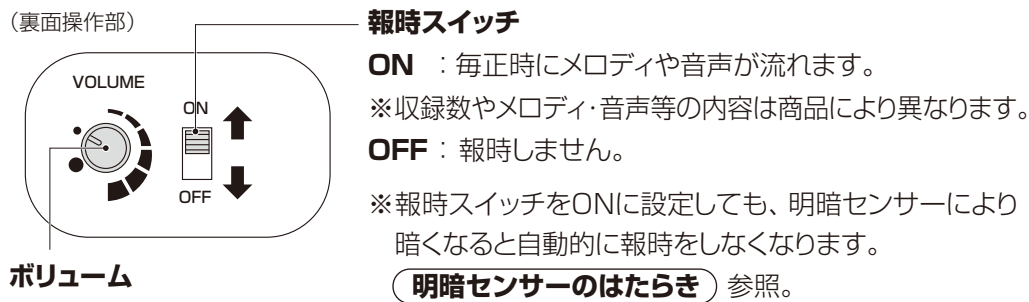 （裏面操作部）
報時スイッチ
ON ：毎正時にメロディや音声が流れます。
※収録数やメロディ・音声等の内容は商品により異なります。
OFF：報時しません。
※報時スイッチをONに設定しても、明暗センサーにより
暗くなると自動的に報時をしなくなります。
明暗センサーのはたらき 参照。
VOLUME
ON
OFF
ボリューム